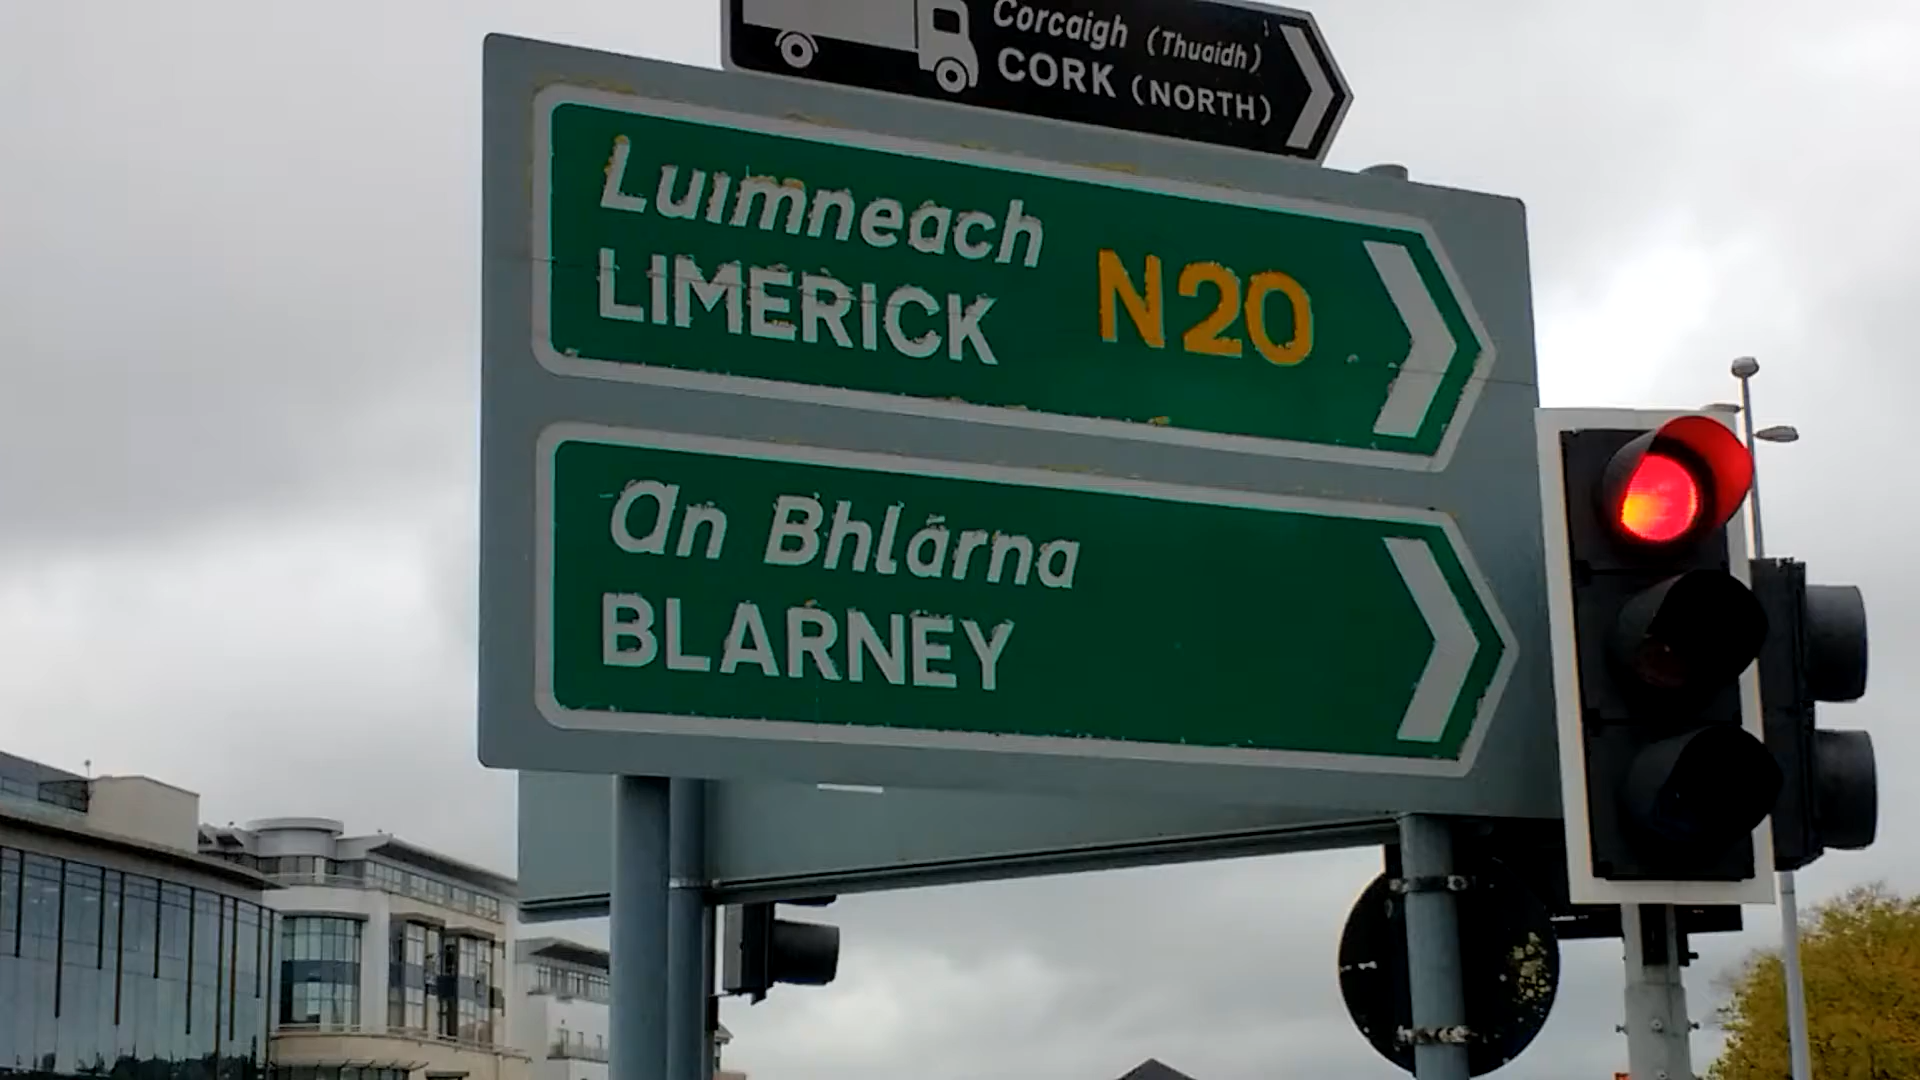 Corcaigh (Thuaidh)
CORK (NORTH)
Luimneach
LIMERICK N20
An Bhlárna
BLARNEY